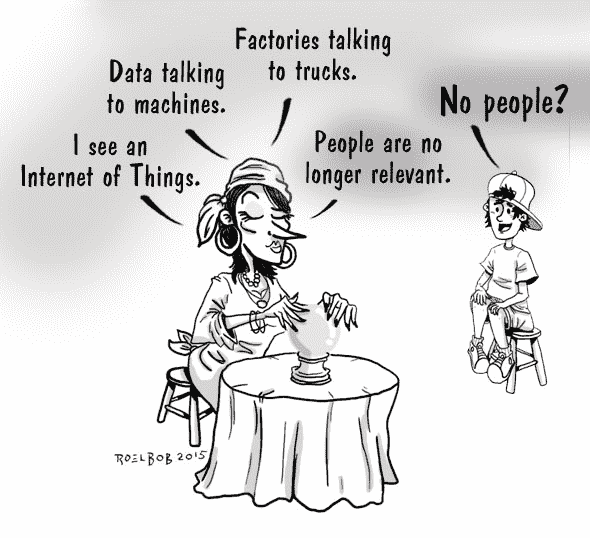 I see an
Internet of Things.
Data talking
to machines.
Factories talking
to trucks.
People are no
longer relevant.
No people?
ROELBOB 2015